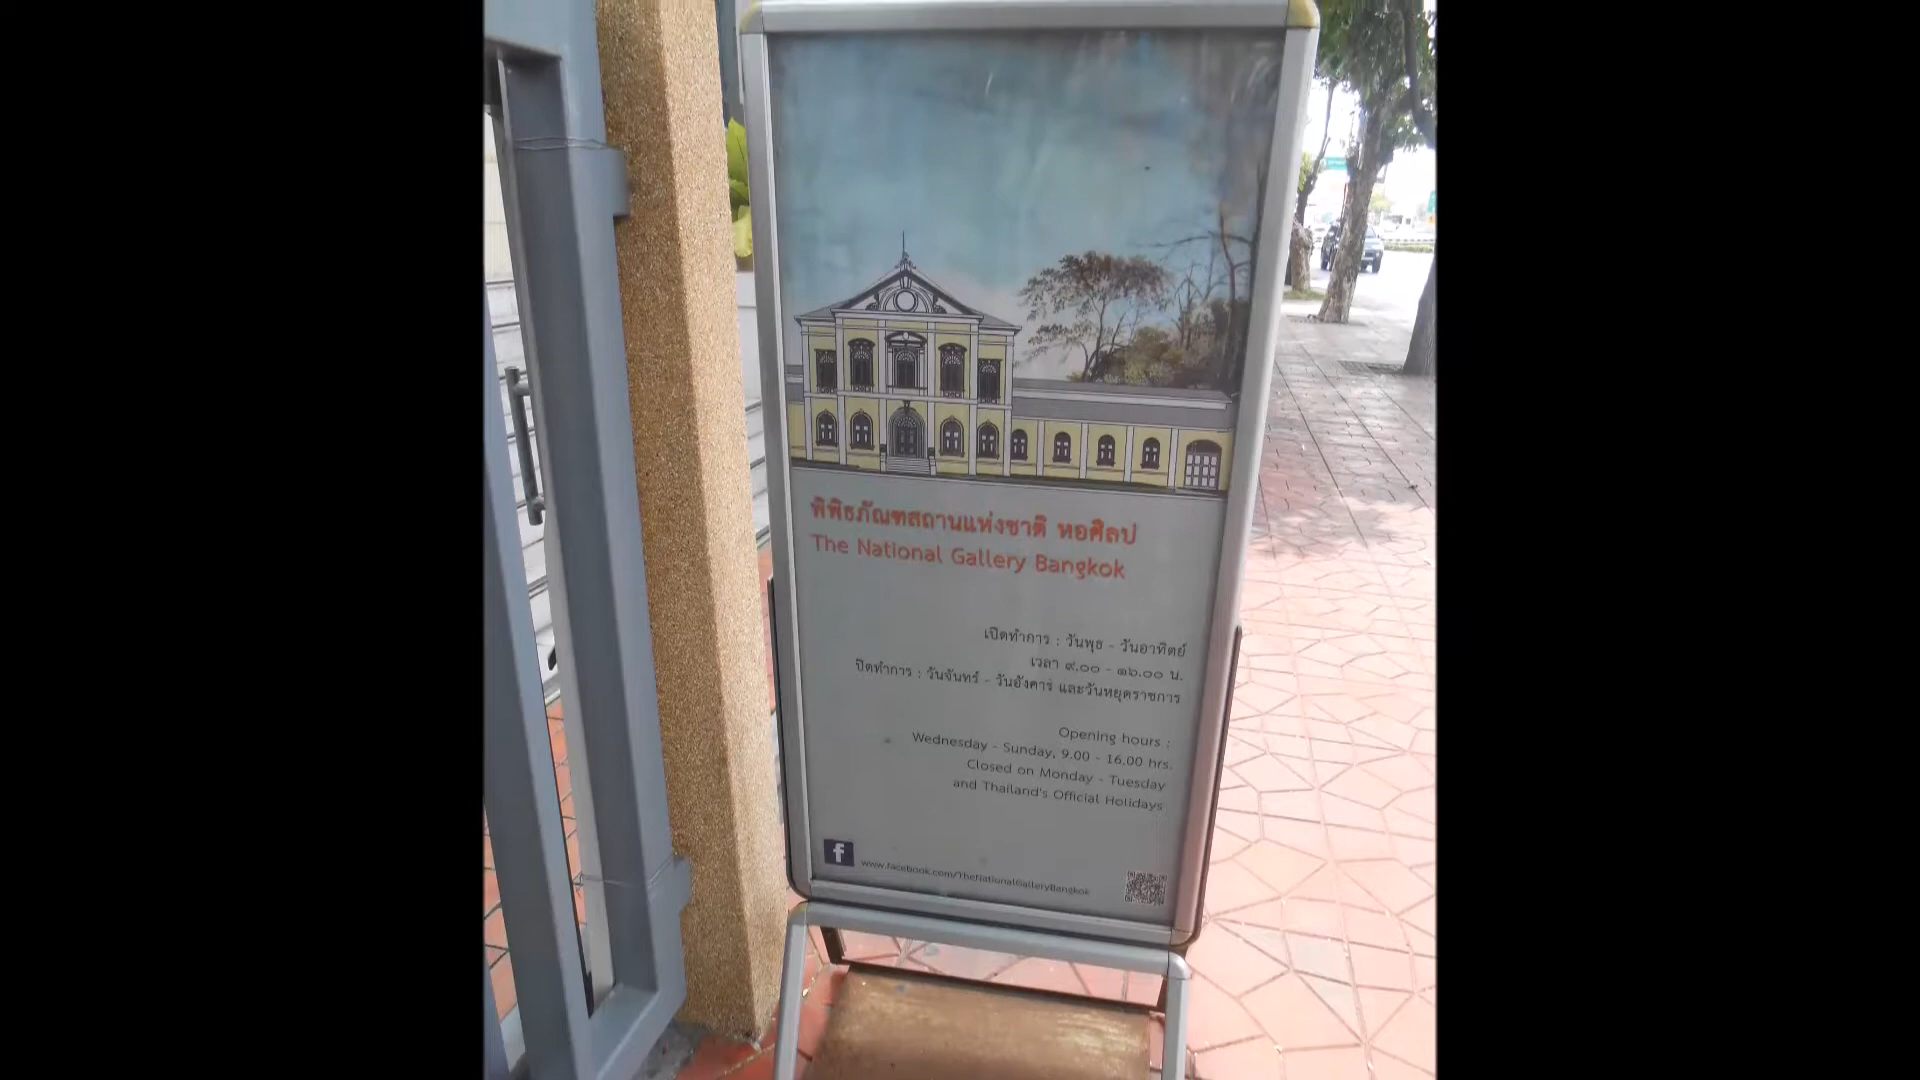 พิพิธภัณฑสถานแห่งชาติ หอศิลป
The National Gallery Bangkok
เปิดทำการ : วันพุธ - วันอาทิตย์
เวลา ๙.๐๐ - ๑๖.๐๐ น.
ปิดทำการ : วันจันทร์ - วันอังคาร และวันหยุดราชการ
Opening hours :
Wednesday - Sunday, 9.00 - 16.00 hrs.
Closed on Monday - Tuesday
and Thailand's Official Holidays
f www.facebook.com/TheNationalGalleryBangkok